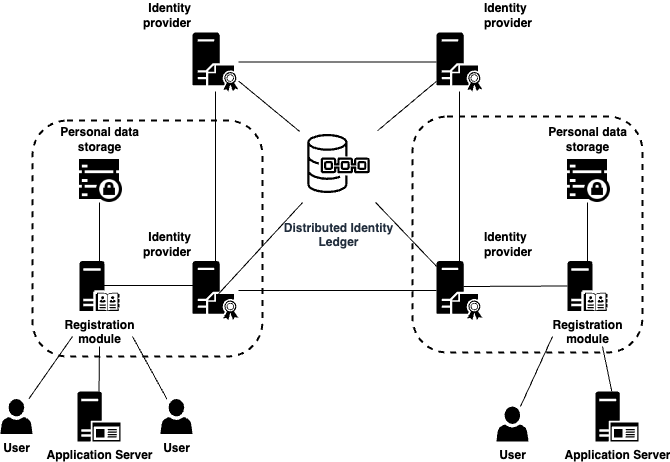 Identity
provider
Identity
provider
Personal data
storage
Personal data
storage
Distributed Identity
Ledger
Identity
provider
Identity
provider
Registration
module
Registration
module
User
Application Server
User
User
Application Server